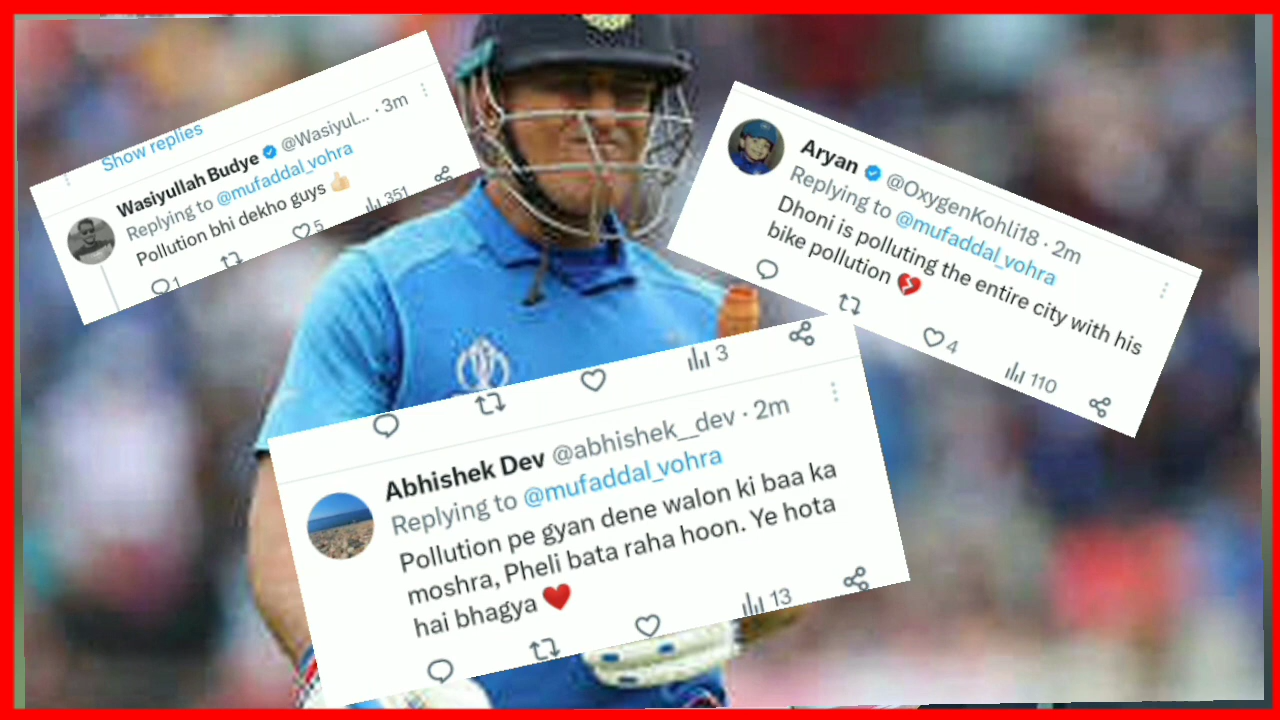 Show replies
Wasiyullah Budye @Wasiyul... · 3m
Replying to @mufaddal_vohra
Pollution bhi dekho guys 👍🏼
1 5 351
Aryan @OxygenKohli18 · 2m
Replying to @mufaddal_vohra
Dhoni is polluting the entire city with his
bike pollution 💔
4 110
3
Abhishek Dev @abhishek__dev · 2m
Replying to @mufaddal_vohra
Pollution pe gyan dene walon ki baa ka
moshra, Pheli bata raha hoon. Ye hota
hai bhagya ❤️
13